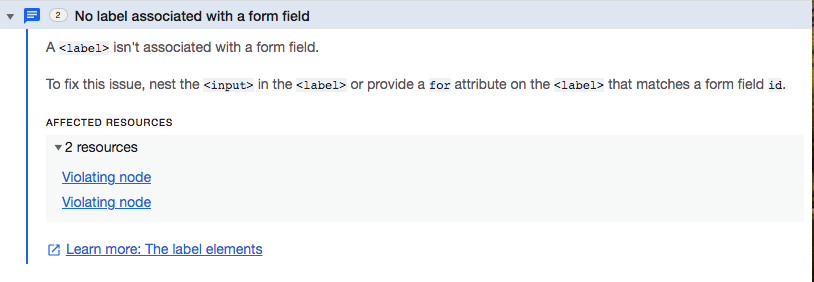 2 No label associated with a form field
A <label> isn't associated with a form field.
To fix this issue, nest the <input> in the <label> or provide a for attribute on the <label> that matches a form field id.
AFFECTED RESOURCES
2 resources
Violating node
Violating node
Learn more: The label elements